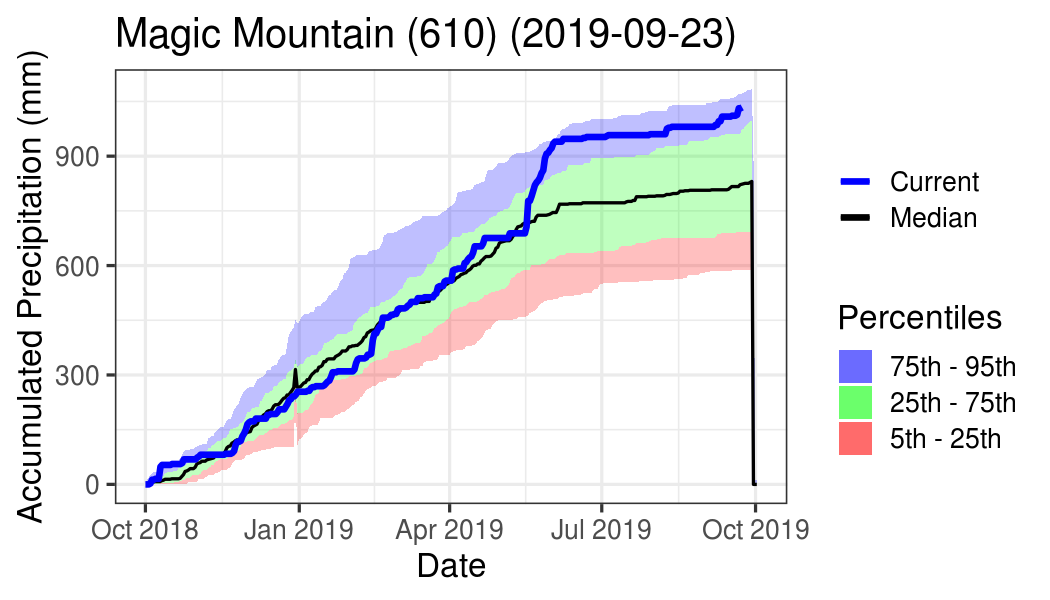 Magic Mountain (610) (2019-09-23)
Accumulated Precipitation (mm)
900
600
300
0
Oct 2018
Jan 2019
Apr 2019
Jul 2019
Oct 2019
Date
Current
Median
Percentiles
75th - 95th
25th - 75th
5th - 25th